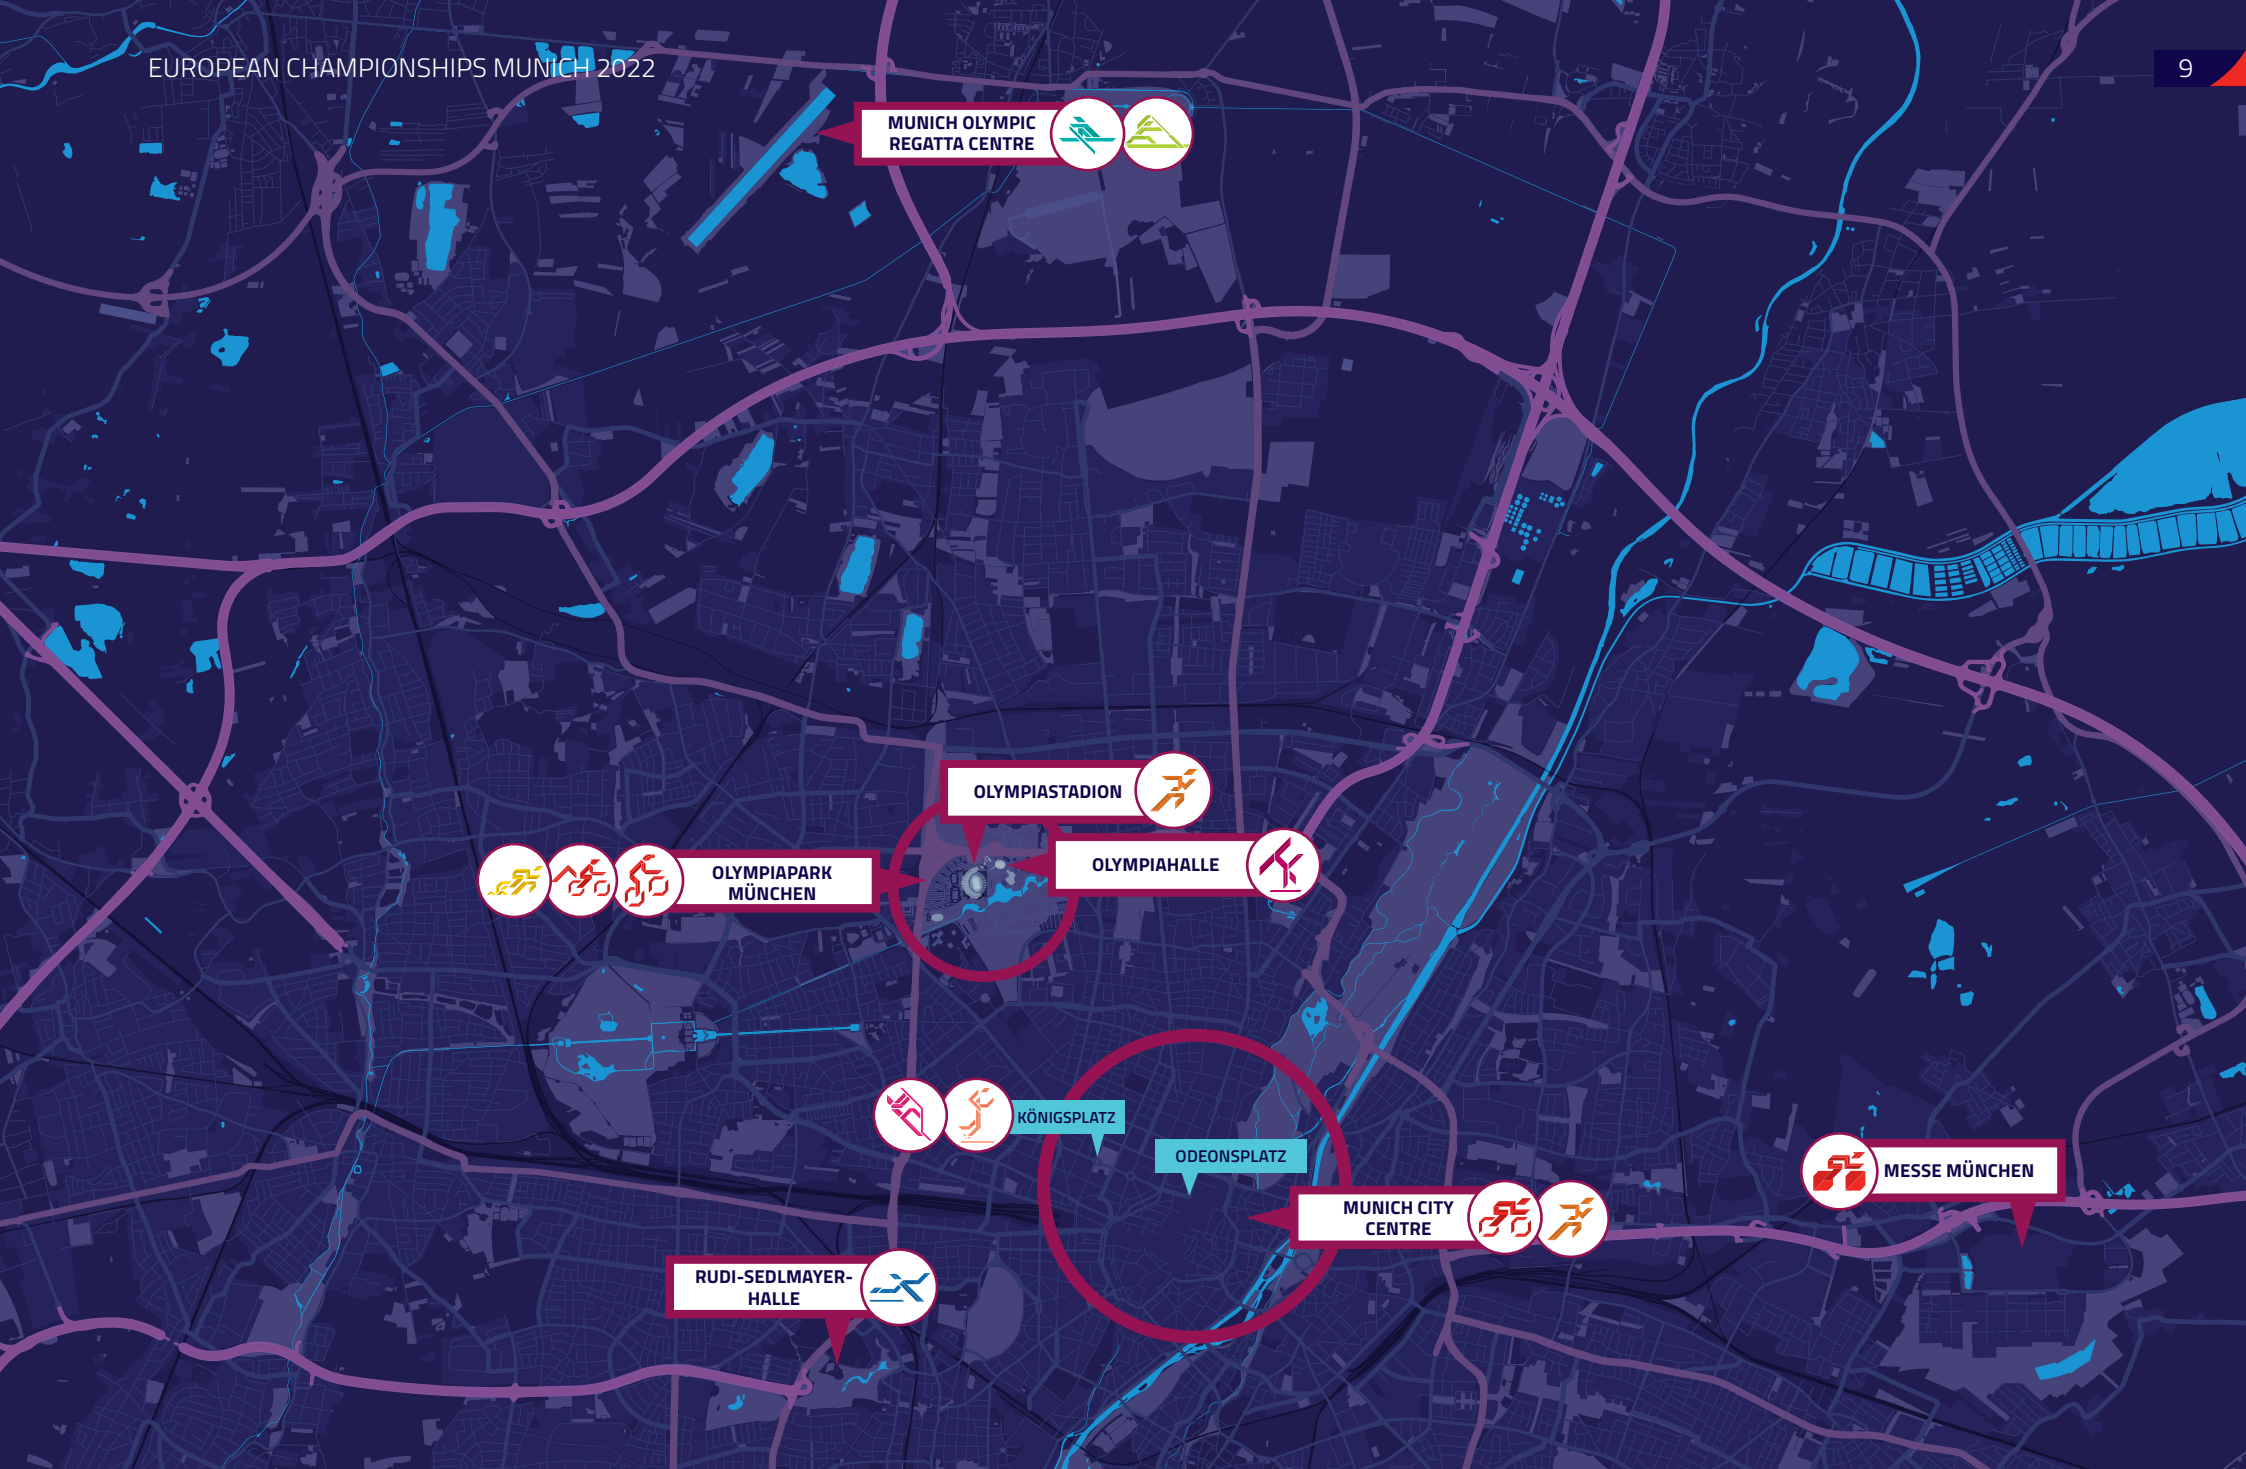 EUROPEAN CHAMPIONSHIPS MUNICH 2022
9
MUNICH OLYMPIC
REGATTA CENTRE
OLYMPIASTADION
OLYMPIAHALLE
OLYMPIAPARK
MÜNCHEN
KÖNIGSPLATZ
ODEONSPLATZ
MESSE MÜNCHEN
MUNICH CITY
CENTRE
RUDI-SEDLMAYER-
HALLE